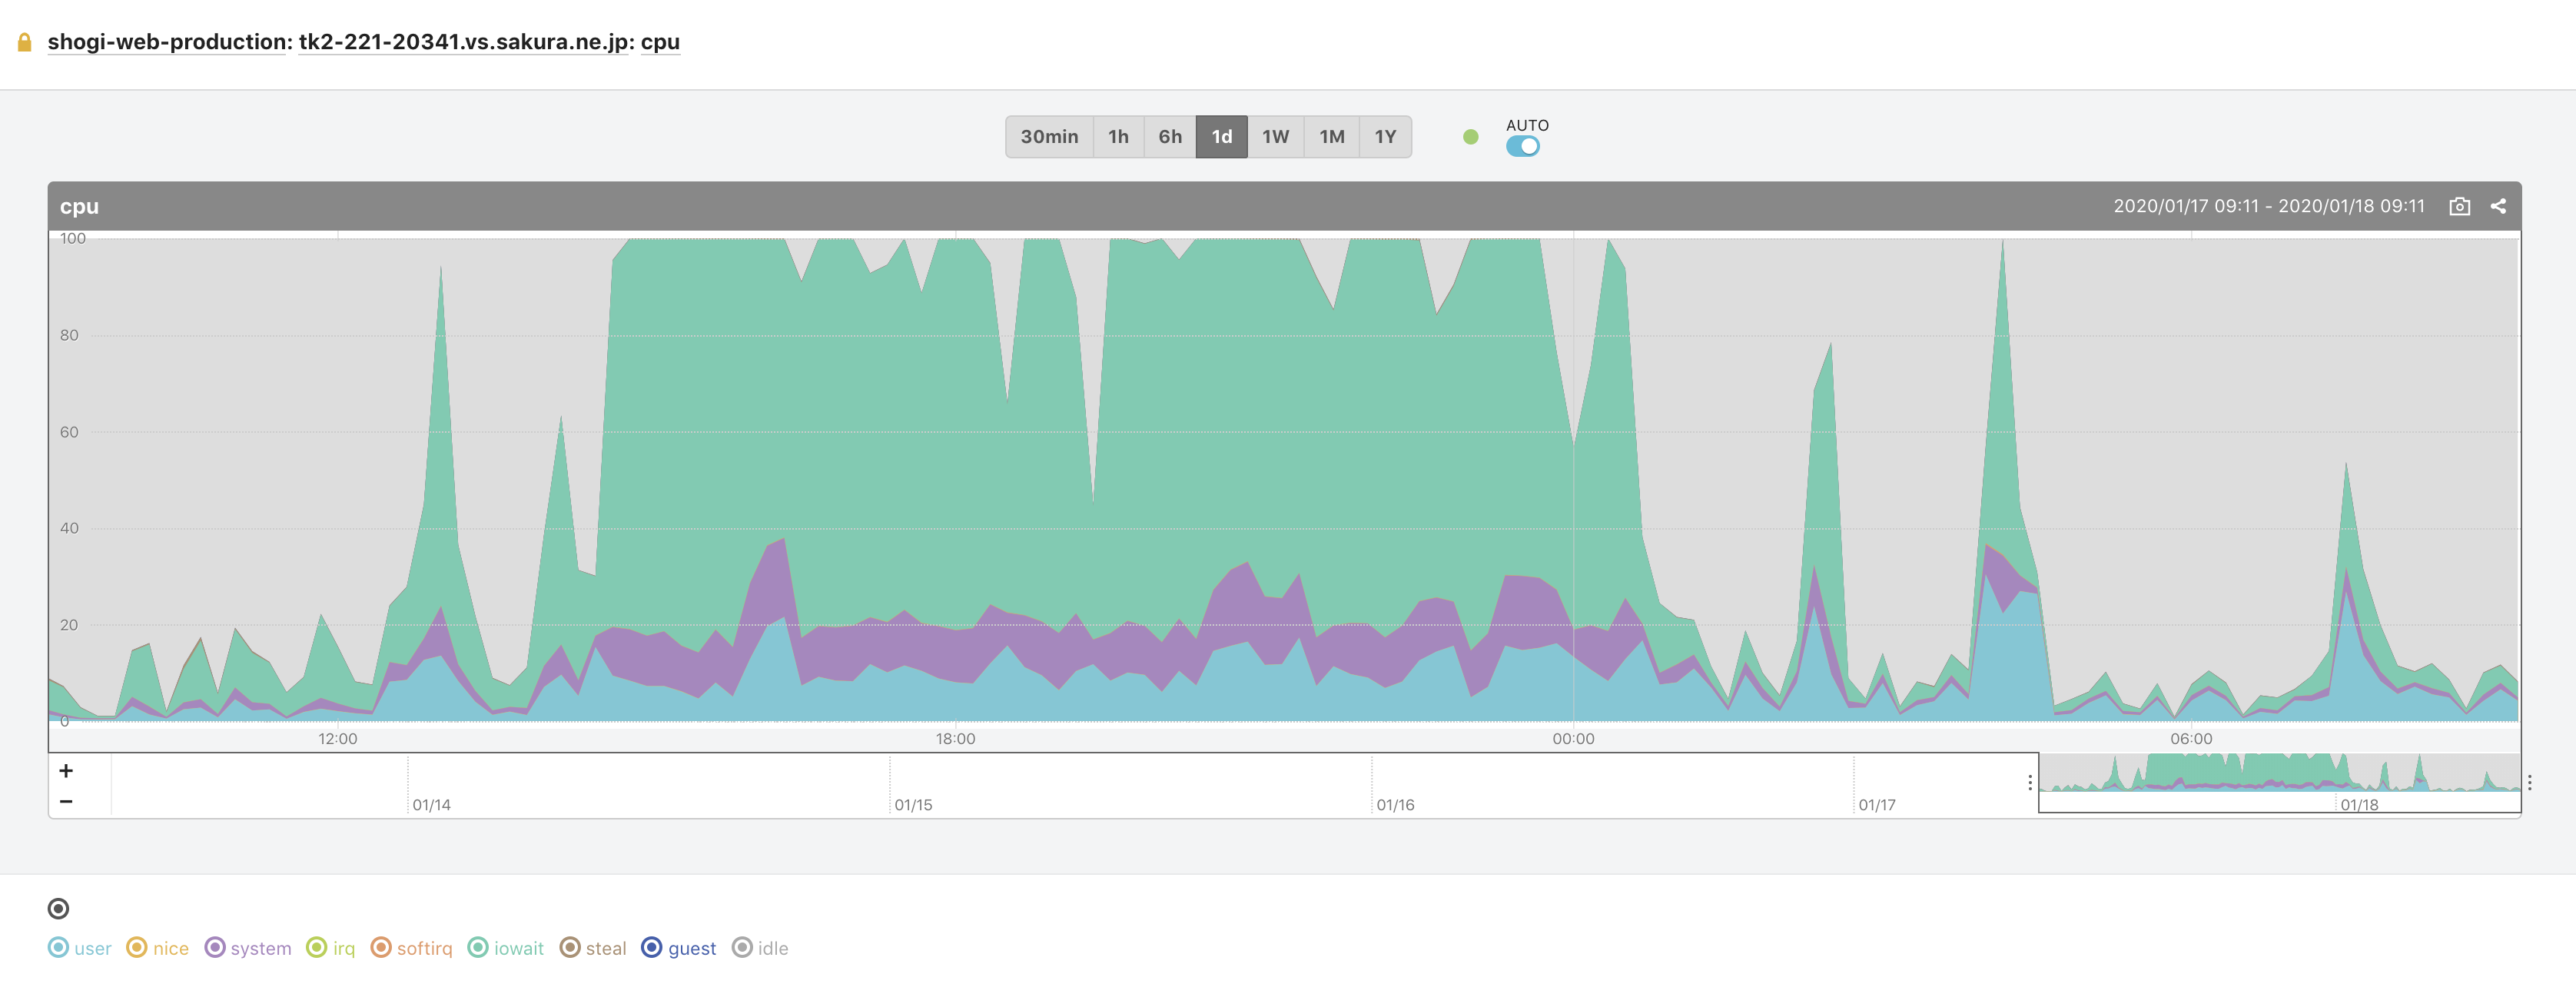 shogi-web-production: tk2-221-20341.vs.sakura.ne.jp: cpu
30min 1h 6h 1d 1W 1M 1Y
AUTO
cpu 2020/01/17 09:11 - 2020/01/18 09:11
100
80
60
40
20
0
12:00 18:00 00:00 06:00
+
−
01/14 01/15 01/16 01/17 01/18
user nice system irq softirq iowait steal guest idle